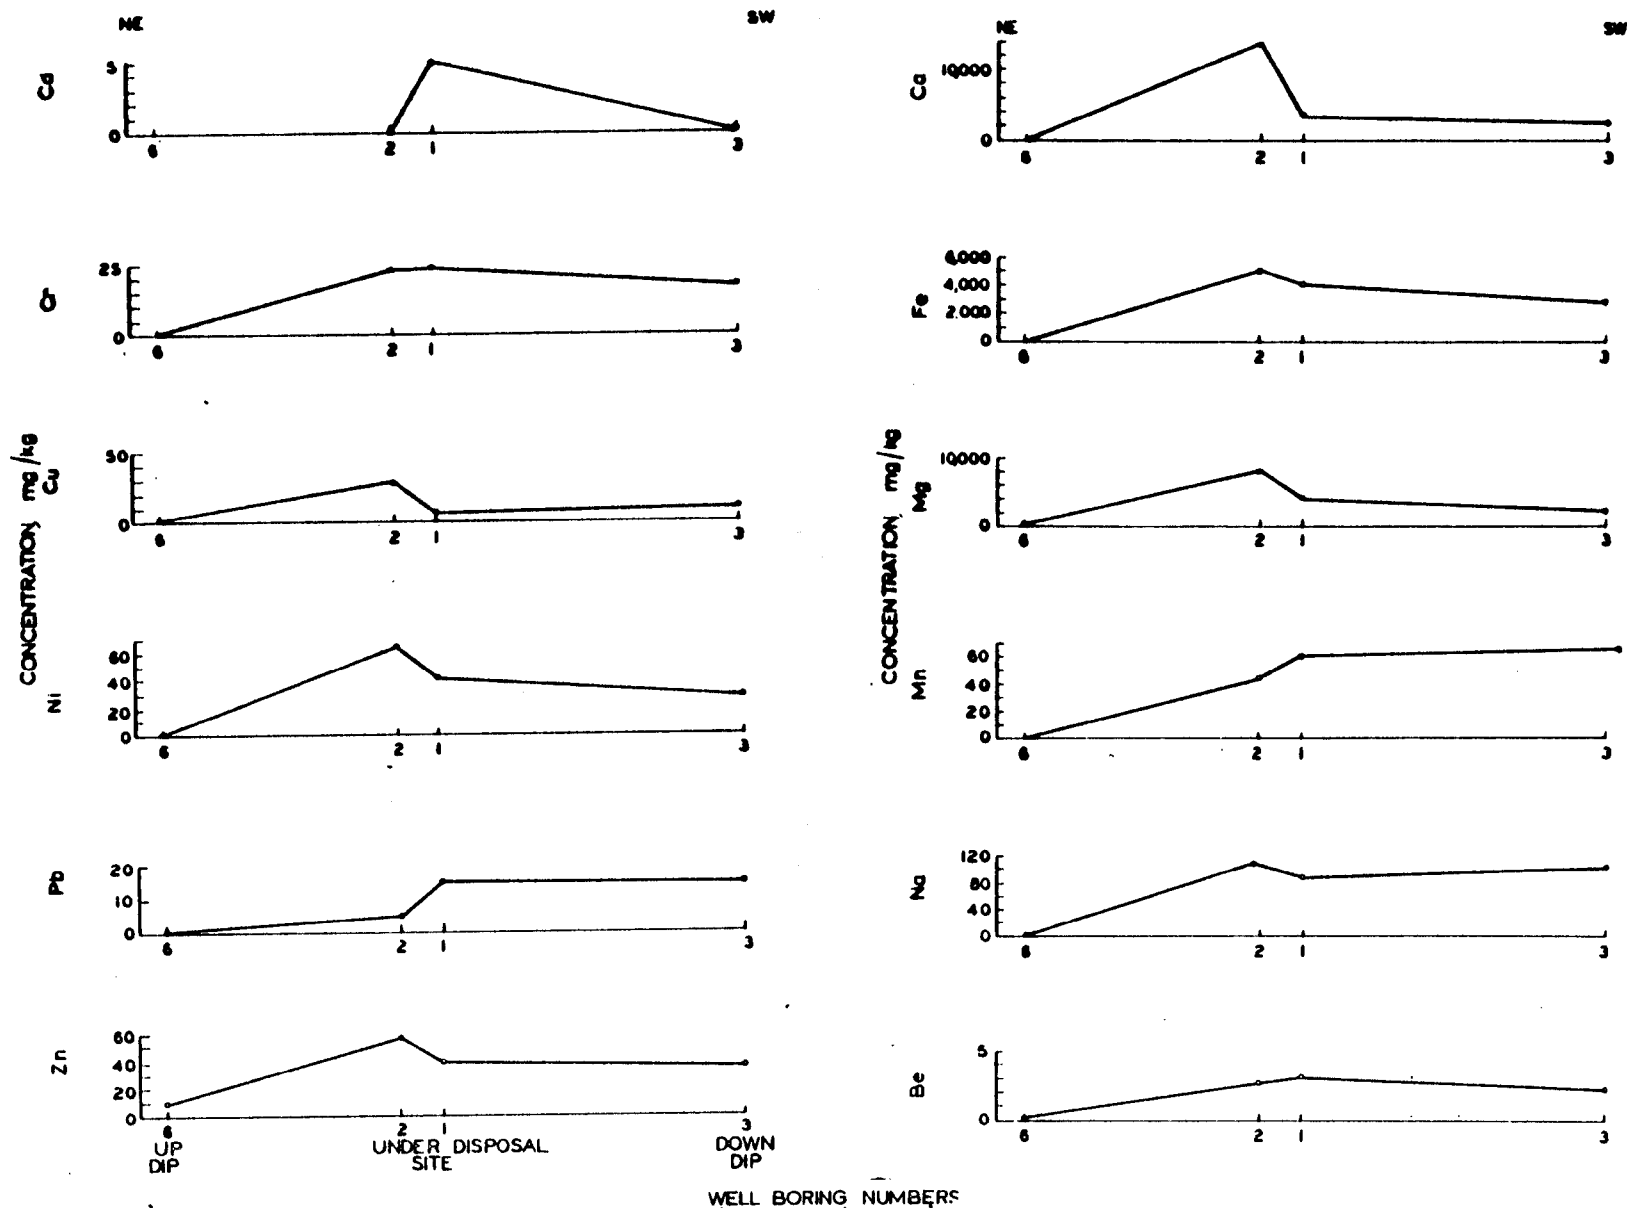 NE SW
Cd
5
0
6 2 1 3
Cr
25
0
6 2 1 3
CONCENTRATION, mg/kg
Cu
50
0
6 2 1 3
Ni
60
40
20
0
6 2 1 3
Pb
20
10
0
6 2 1 3
Zn
60
40
20
0
6 2 1 3
UP DIP
UNDER DISPOSAL SITE
DOWN DIP
NE SW
Ca
10,000
0
6 2 1 3
Fe
6,000
4,000
2.000
0
6 2 1 3
CONCENTRATION, mg/kg
Mg
10,000
0
6 2 1 3
Mn
60
40
20
0
6 2 1 3
Na
120
80
40
0
6 2 1 3
Be
5
0
6 2 1 3
WELL BORING NUMBERS